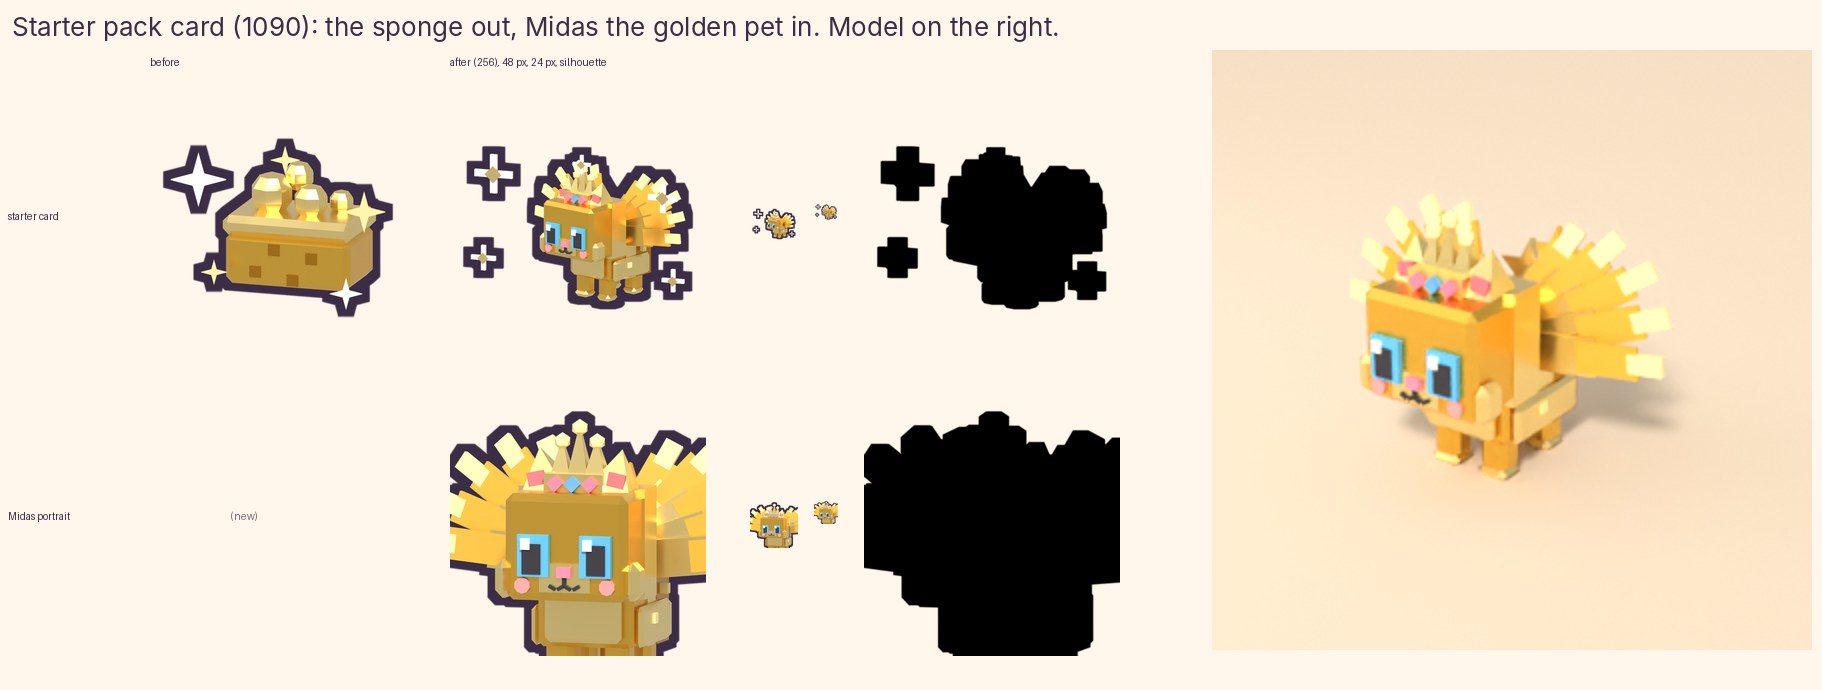 Starter pack card (1090): the sponge out, Midas the golden pet in. Model on the right.
before
after (256), 48 px, 24 px, silhouette
starter card
Midas portrait
(new)